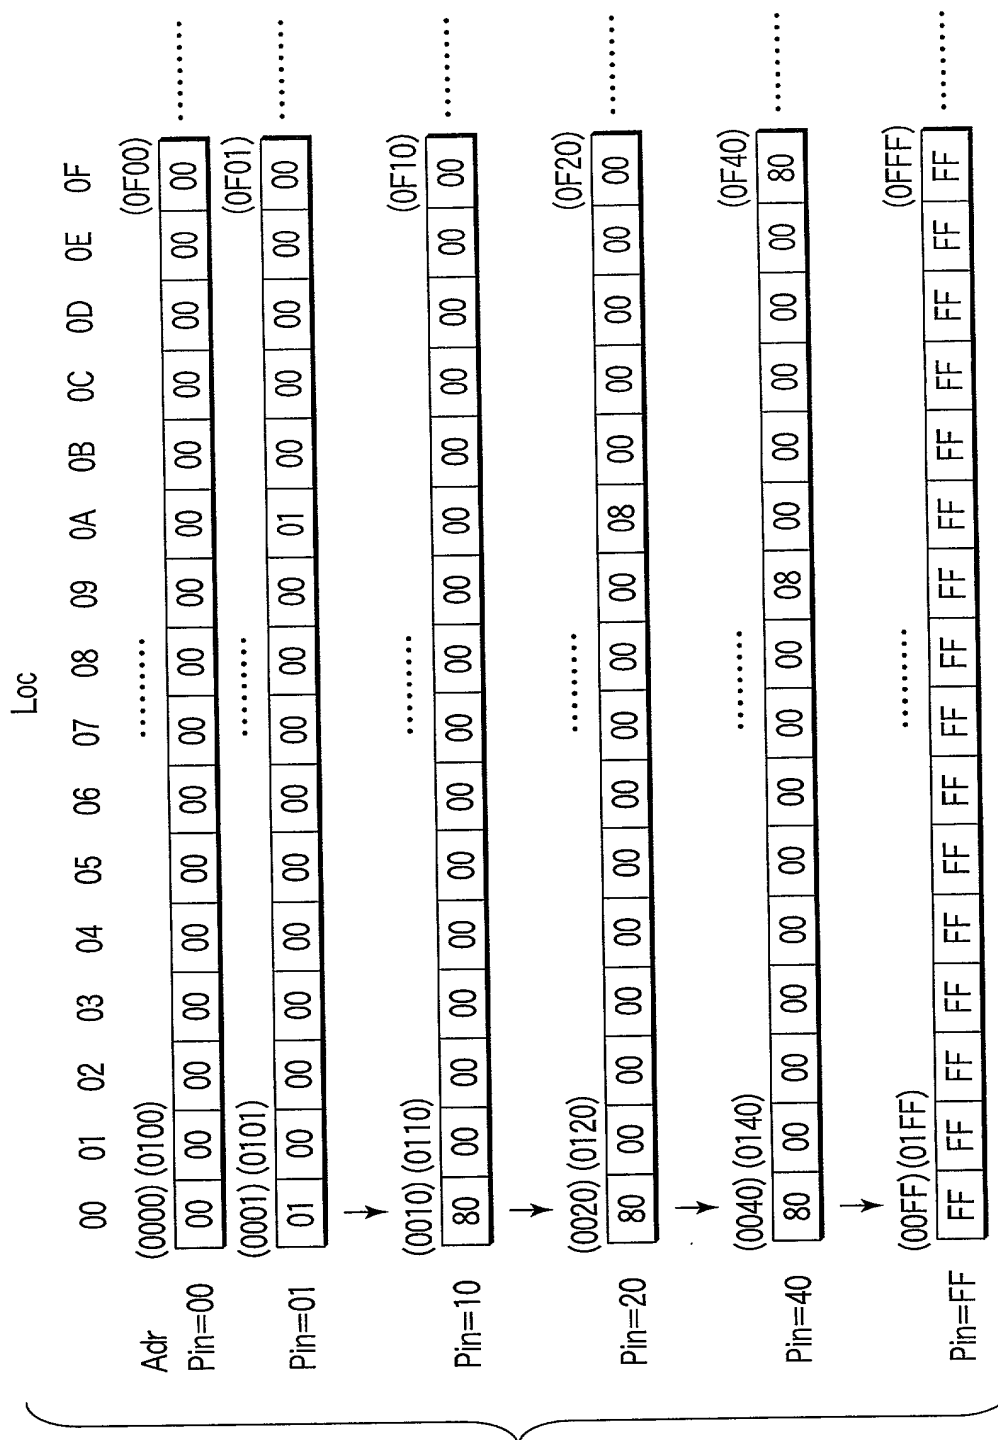 Loc
00 01 02 03 04 05 06 07 08 09 0A 0B 0C 0D 0E 0F
Adr (0000) (0100) ......... (0F00)
Pin=00 00 00 00 00 00 00 00 00 00 00 00 00 00 00 00 00 .........
(0001) (0101) ......... (0F01)
Pin=01 01 00 00 00 00 00 00 00 00 00 01 00 00 00 00 00 .........
(0010) (0110) ......... (0F10)
Pin=10 80 00 00 00 00 00 00 00 00 00 00 00 00 00 00 00 .........
(0020) (0120) ......... (0F20)
Pin=20 80 00 00 00 00 00 00 00 00 00 08 00 00 00 00 00 .........
(0040) (0140) ......... (0F40)
Pin=40 80 00 00 00 00 00 00 00 00 08 00 00 00 00 00 80 .........
(00FF) (01FF) ......... (0FFF)
Pin=FF FF FF FF FF FF FF FF FF FF FF FF FF FF FF FF FF .........